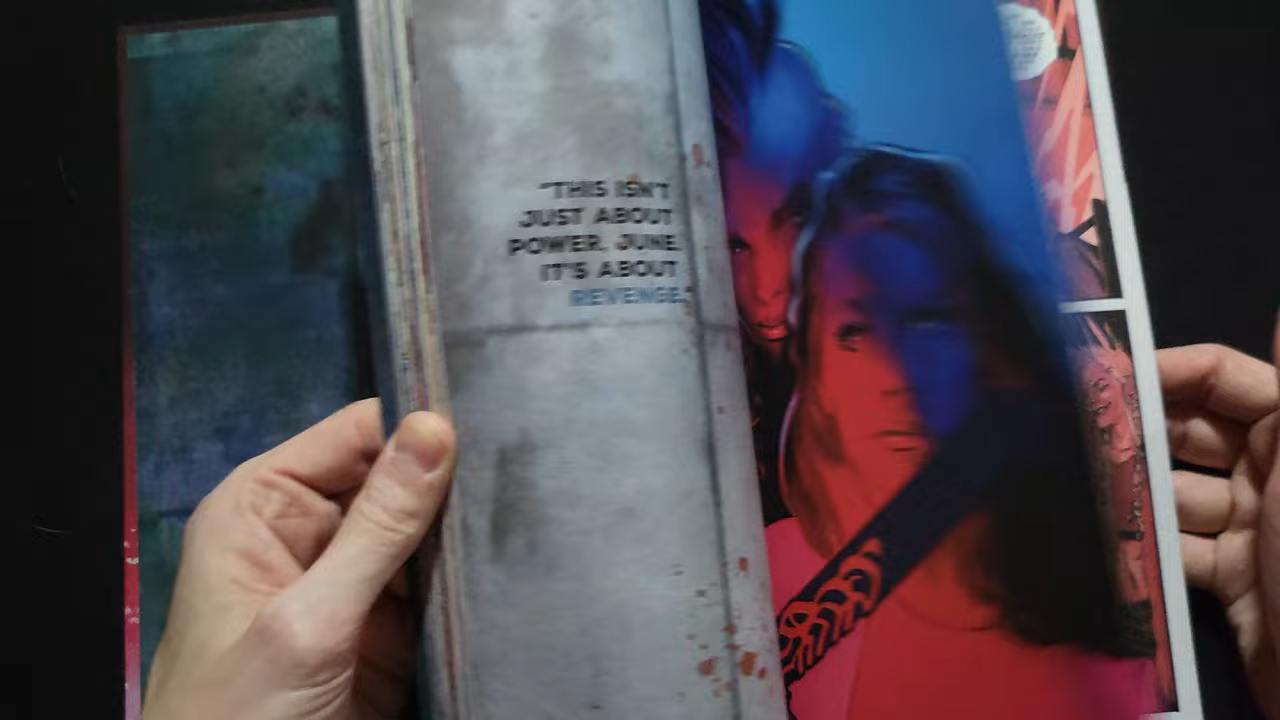 "THIS ISN'T
JUST ABOUT
POWER, JUNE.
IT'S ABOUT
REVENGE."